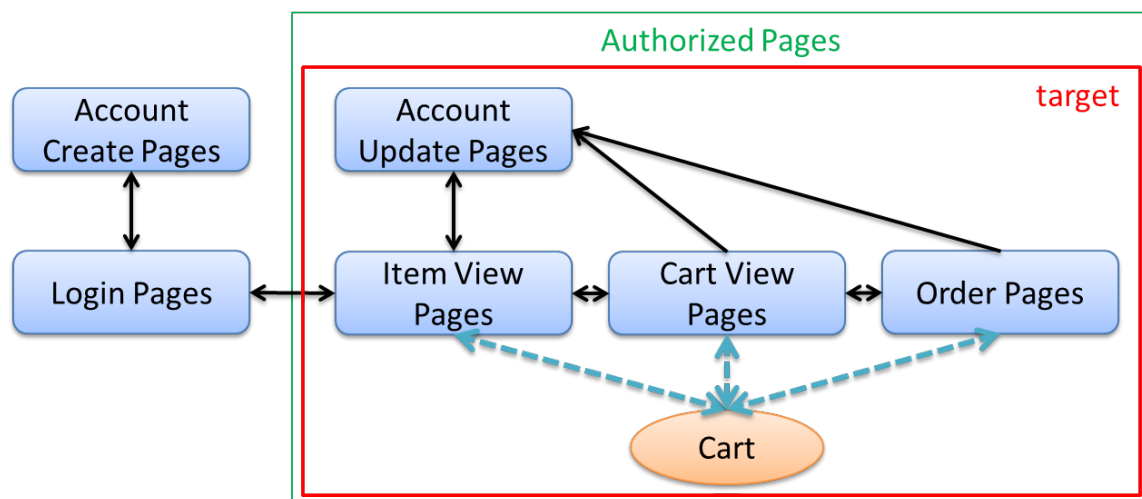 Authorized Pages
target
Account
Create Pages
Account
Update Pages
Login Pages
Item View
Pages
Cart View
Pages
Order Pages
Cart